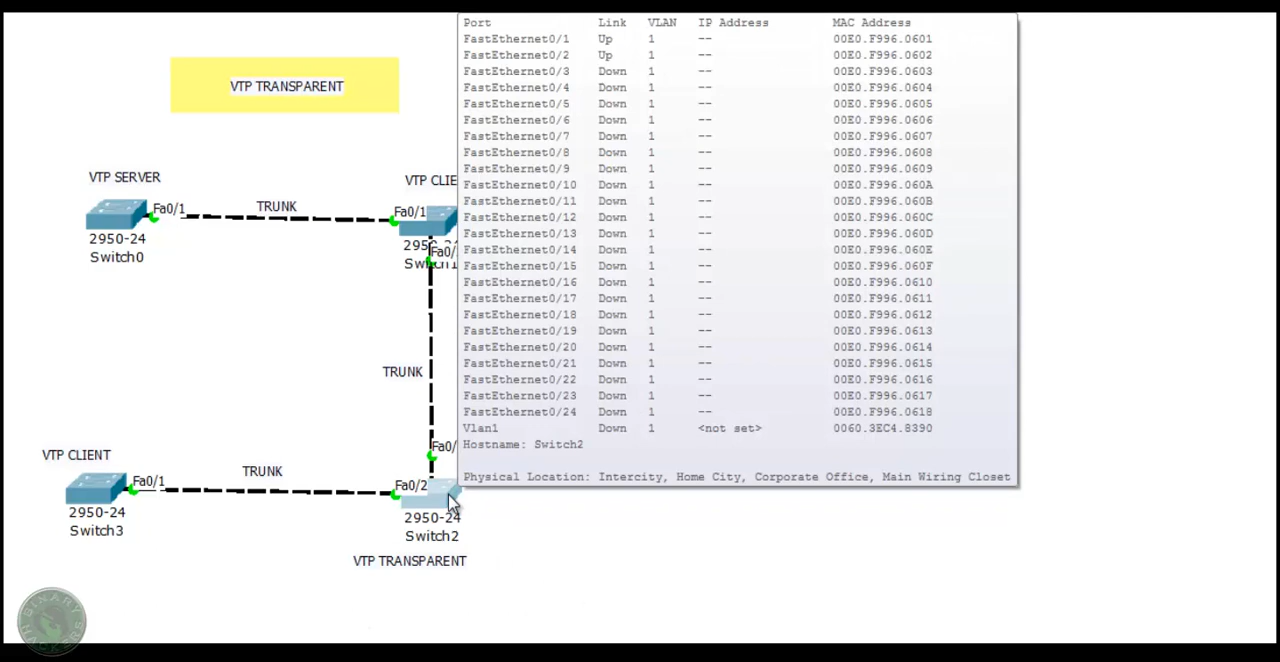 VTP TRANSPARENT
VTP SERVER
Fa0/1
TRUNK
2950-24
Switch0
VTP CLIE
Fa0/1
Fa0/
TRUNK
Fa0/
VTP CLIENT
Fa0/1
TRUNK
2950-24
Switch3
Fa0/2
2950-24
Switch2
VTP TRANSPARENT
Port Link VLAN IP Address MAC Address
FastEthernet0/1 Up 1 -- 00E0.F996.0601
FastEthernet0/2 Up 1 -- 00E0.F996.0602
FastEthernet0/3 Down 1 -- 00E0.F996.0603
FastEthernet0/4 Down 1 -- 00E0.F996.0604
FastEthernet0/5 Down 1 -- 00E0.F996.0605
FastEthernet0/6 Down 1 -- 00E0.F996.0606
FastEthernet0/7 Down 1 -- 00E0.F996.0607
FastEthernet0/8 Down 1 -- 00E0.F996.0608
FastEthernet0/9 Down 1 -- 00E0.F996.0609
FastEthernet0/10 Down 1 -- 00E0.F996.060A
FastEthernet0/11 Down 1 -- 00E0.F996.060B
FastEthernet0/12 Down 1 -- 00E0.F996.060C
FastEthernet0/13 Down 1 -- 00E0.F996.060D
FastEthernet0/14 Down 1 -- 00E0.F996.060E
FastEthernet0/15 Down 1 -- 00E0.F996.060F
FastEthernet0/16 Down 1 -- 00E0.F996.0610
FastEthernet0/17 Down 1 -- 00E0.F996.0611
FastEthernet0/18 Down 1 -- 00E0.F996.0612
FastEthernet0/19 Down 1 -- 00E0.F996.0613
FastEthernet0/20 Down 1 -- 00E0.F996.0614
FastEthernet0/21 Down 1 -- 00E0.F996.0615
FastEthernet0/22 Down 1 -- 00E0.F996.0616
FastEthernet0/23 Down 1 -- 00E0.F996.0617
FastEthernet0/24 Down 1 -- 00E0.F996.0618
Vlan1 Down 1 <not set> 0060.3EC4.8390
Hostname: Switch2
Physical Location: Intercity, Home City, Corporate Office, Main Wiring Closet
BINARY
HACKERS